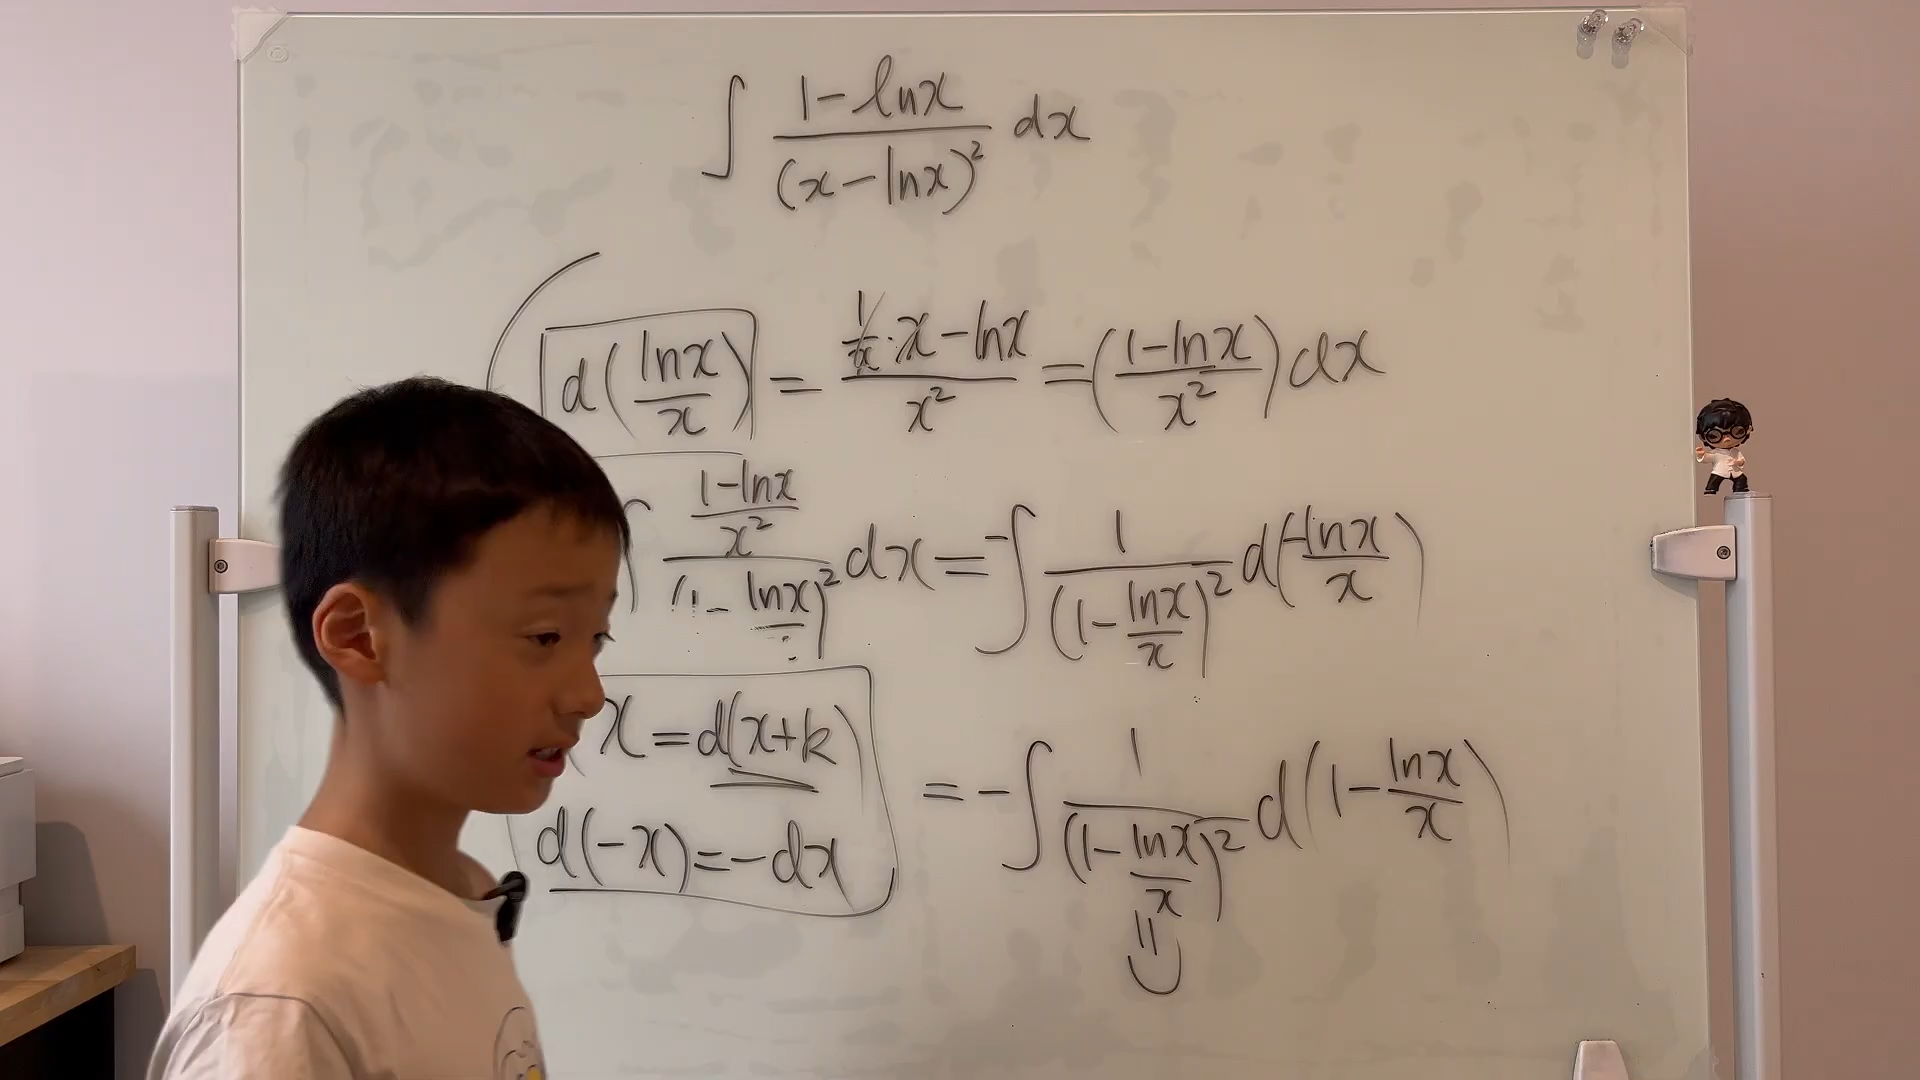 ∫ (1-lnx)/(x-lnx)² dx
d(lnx/x) = (1/x·x-lnx)/x² = ((1-lnx)/x²) dx
((1-lnx)/x²)/(1-lnx/x)² dx = -∫ 1/(1-lnx/x)² d(-lnx/x)
x = d(x+k)
= -∫ 1/(1-lnx/x)² d(1-lnx/x)
d(-x) = -dx